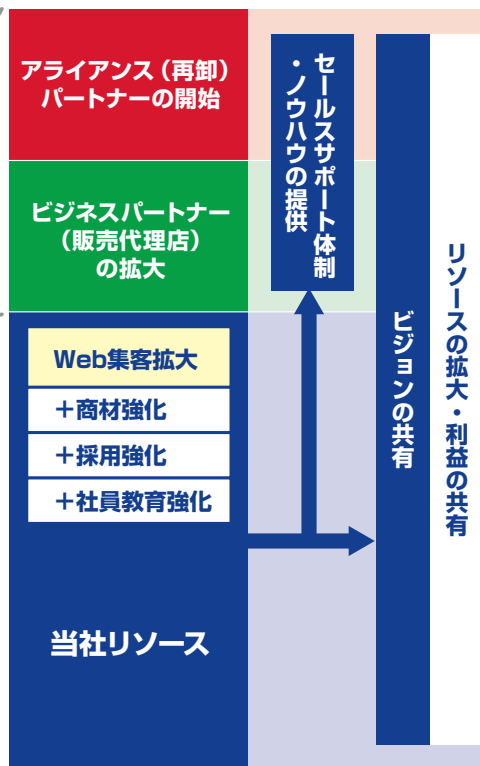 アライアンス（再卸）
パートナーの開始
ビジネスパートナー
（販売代理店）
の拡大
Web集客拡大
＋商材強化
＋採用強化
＋社員教育強化
当社リソース
セールスサポート体制
・ノウハウの提供
ビジョンの共有
リソースの拡大・利益の共有